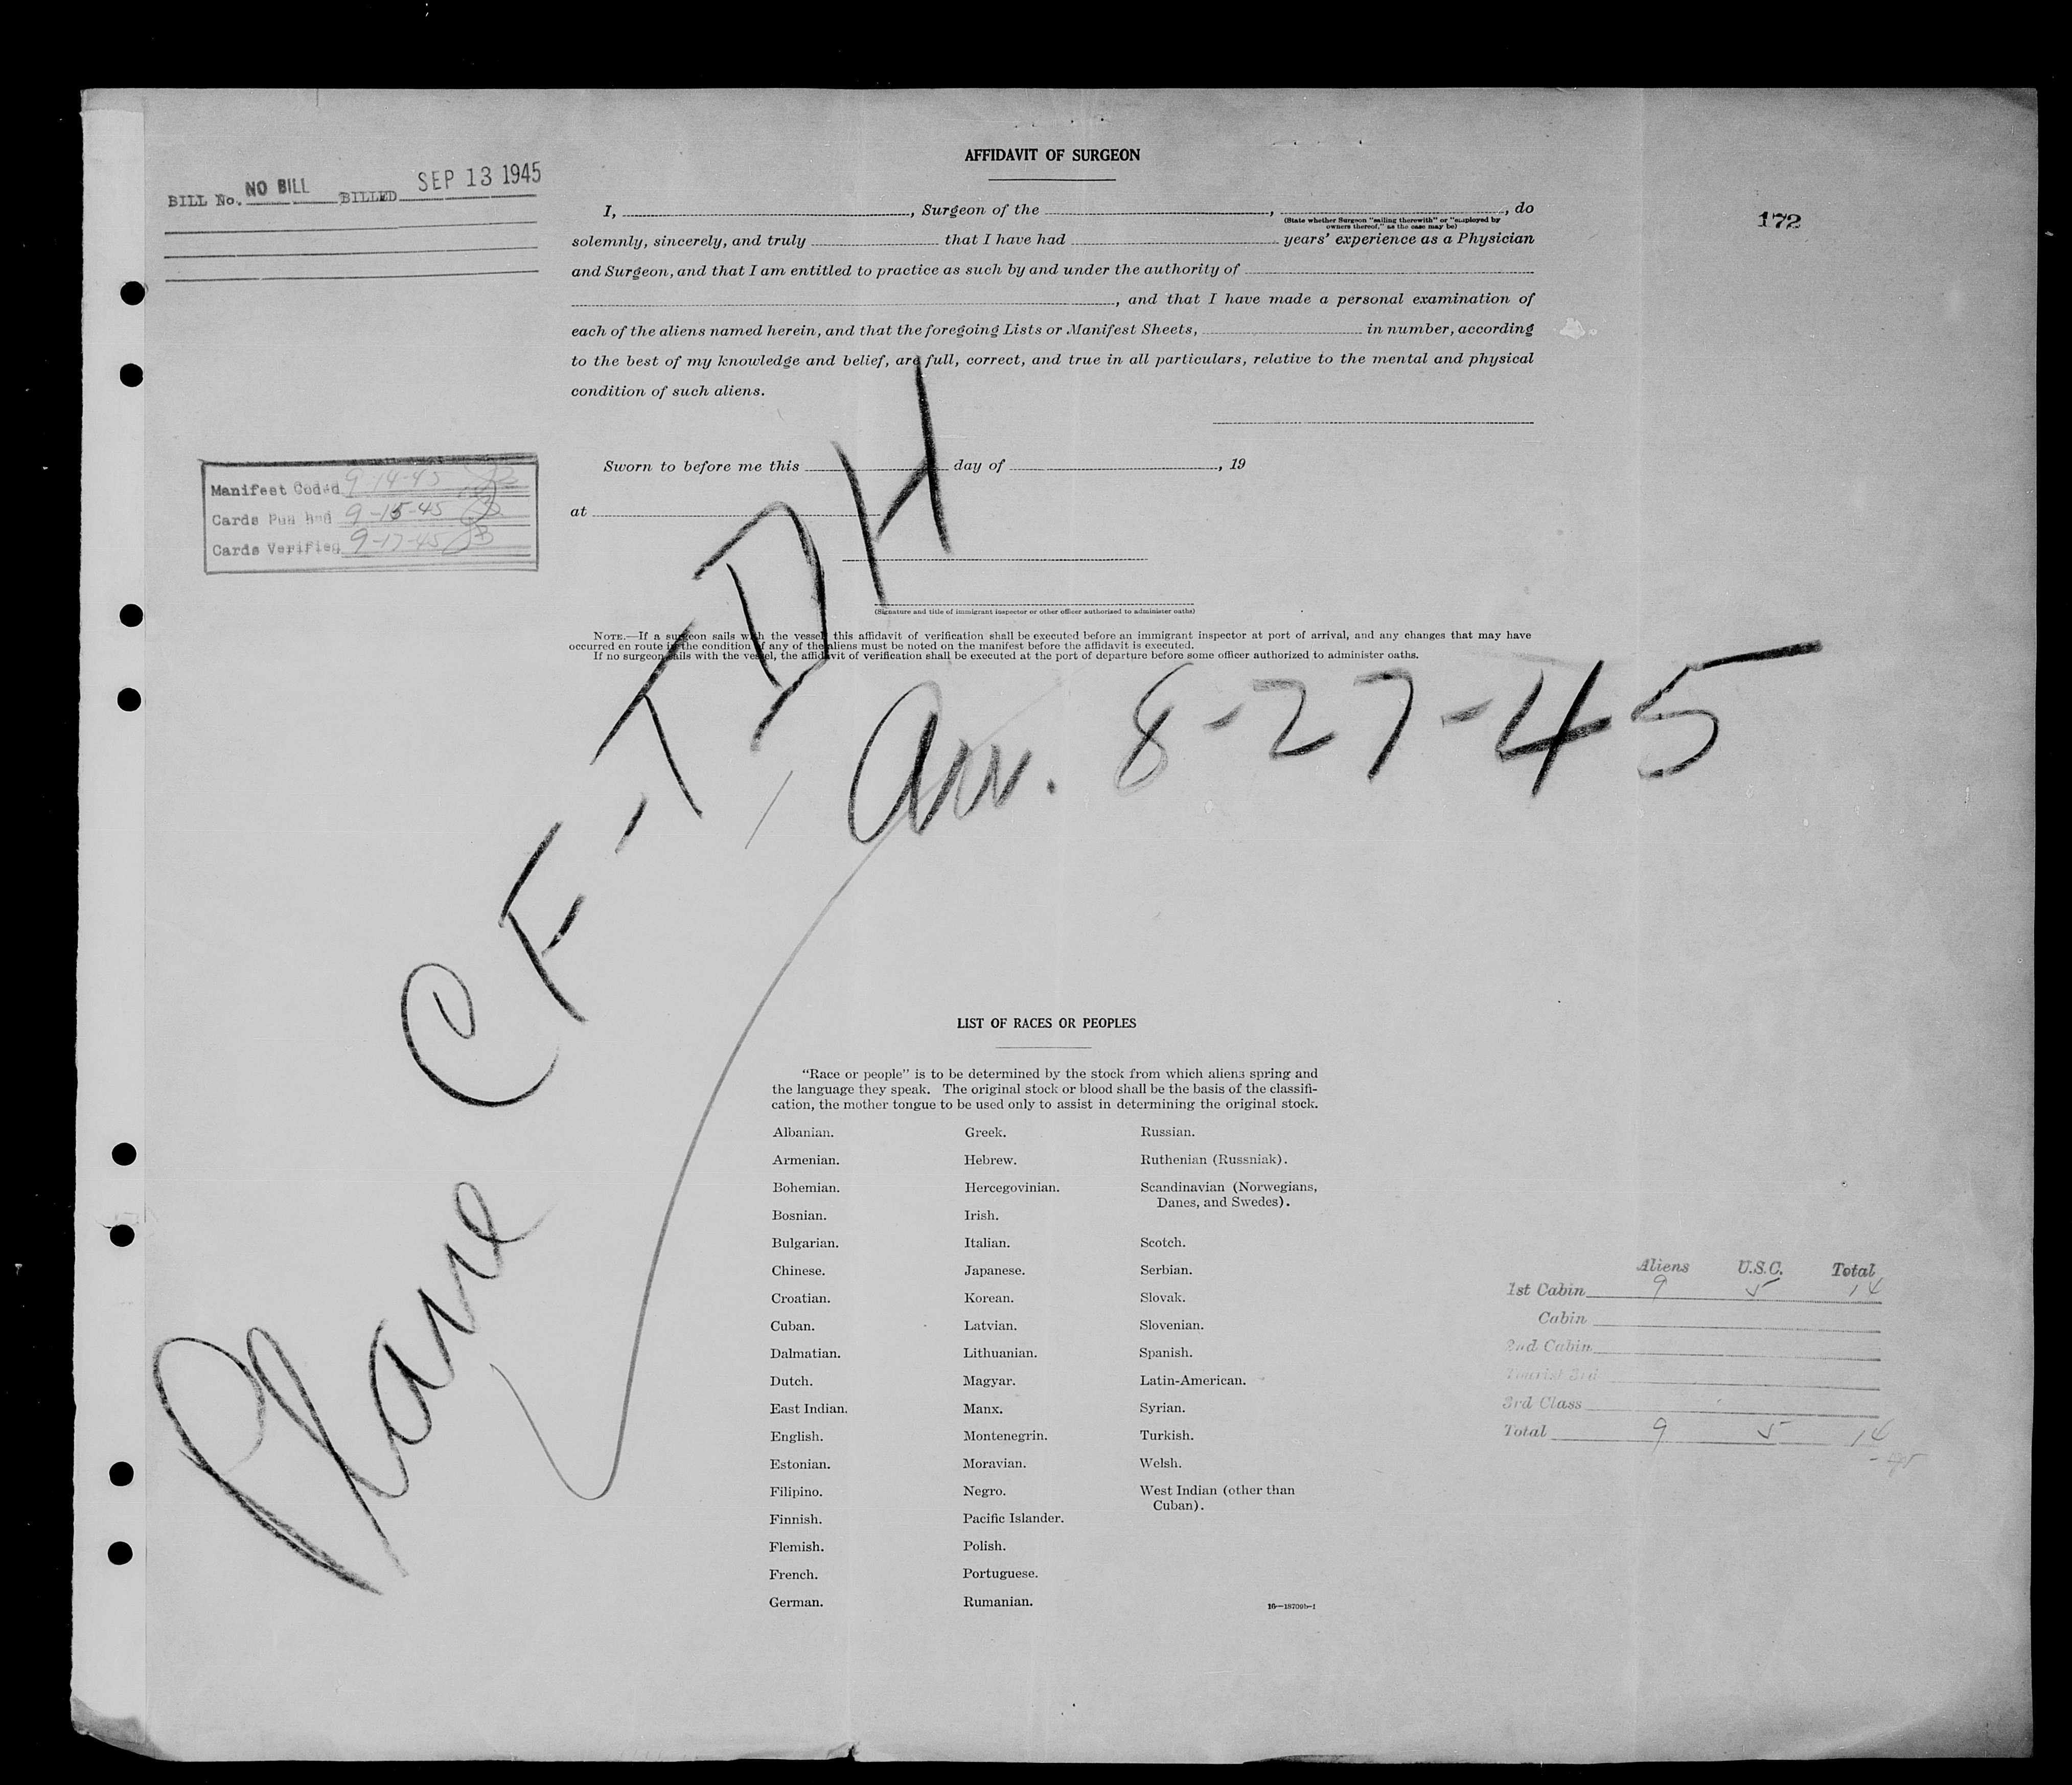 AFFIDAVIT OF SURGEON
BILL No. NO BILL BILLED SEP 13 1945
172
I, , Surgeon of the , , do
(State whether Surgeon "sailing therewith" or "employed by
owners thereof," as the case may be)
solemnly, sincerely, and truly that I have had years' experience as a Physician
and Surgeon, and that I am entitled to practice as such by and under the authority of
, and that I have made a personal examination of
each of the aliens named herein, and that the foregoing Lists or Manifest Sheets, in number, according
to the best of my knowledge and belief, are full, correct, and true in all particulars, relative to the mental and physical
condition of such aliens.
Sworn to before me this day of , 19
at
Manifest Coded 9-14-45
Cards Punched 9-15-45
Cards Verified 9-17-45
(Signature and title of immigrant inspector or other officer authorized to administer oaths)
NOTE.—If a surgeon sails with the vessel, this affidavit of verification shall be executed before an immigrant inspector at port of arrival, and any changes that may have
occurred en route in the condition of any of the aliens must be noted on the manifest before the affidavit is executed.
If no surgeon sails with the vessel, the affidavit of verification shall be executed at the port of departure before some officer authorized to administer oaths.
Plane CF-TDH
Arr. 8-27-45
LIST OF RACES OR PEOPLES
"Race or people" is to be determined by the stock from which aliens spring and
the language they speak. The original stock or blood shall be the basis of the classifi-
cation, the mother tongue to be used only to assist in determining the original stock.
Albanian.
Armenian.
Bohemian.
Bosnian.
Bulgarian.
Chinese.
Croatian.
Cuban.
Dalmatian.
Dutch.
East Indian.
English.
Estonian.
Filipino.
Finnish.
Flemish.
French.
German.
Greek.
Hebrew.
Hercegovinian.
Irish.
Italian.
Japanese.
Korean.
Latvian.
Lithuanian.
Magyar.
Manx.
Montenegrin.
Moravian.
Negro.
Pacific Islander.
Polish.
Portuguese.
Rumanian.
Russian.
Ruthenian (Russniak).
Scandinavian (Norwegians,
Danes, and Swedes).
Scotch.
Serbian.
Slovak.
Slovenian.
Spanish.
Latin-American.
Syrian.
Turkish.
Welsh.
West Indian (other than
Cuban).
16—18709b-1
Aliens U.S.C. Total
1st Cabin 9 5 14
Cabin
2nd Cabin
Tourist 3rd
3rd Class
Total 9 5 14